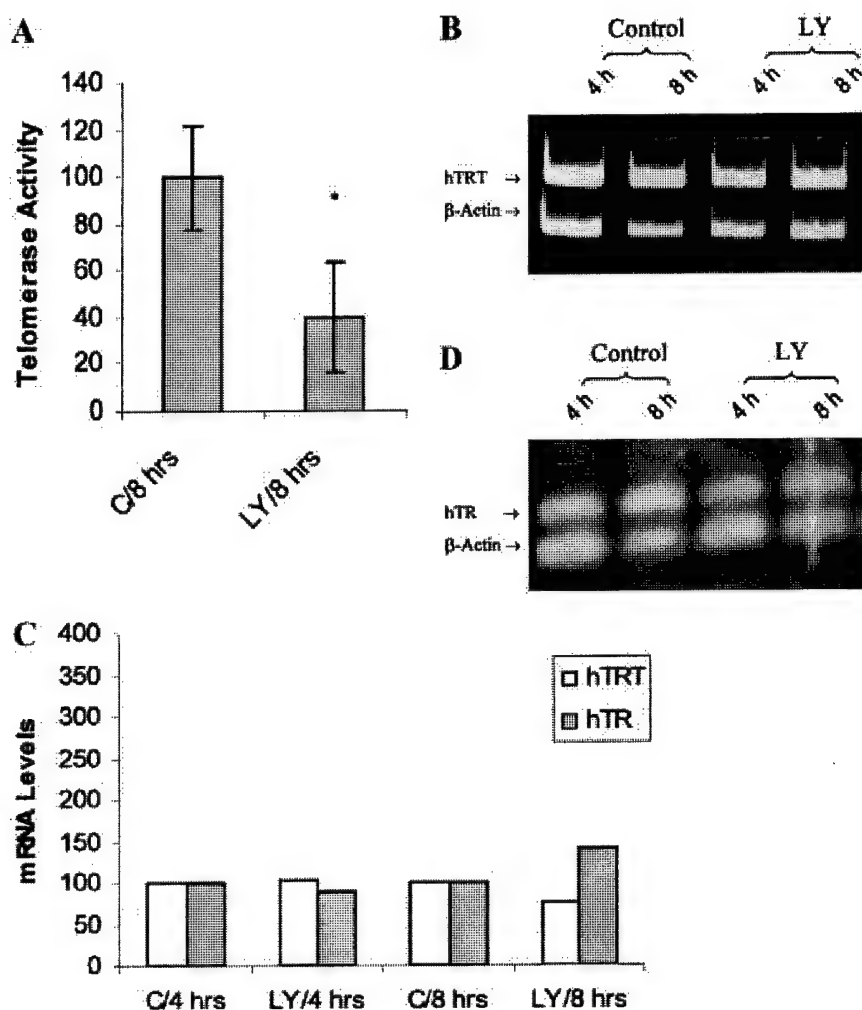 A
140
120
100
80
60
40
20
0
Telomerase Activity
C/8 hrs
LY/8 hrs
B
Control
LY
4 h
8 h
4 h
8 h
hTRT →
β-Actin →
D
Control
LY
4 h
8 h
4 h
8 h
hTR →
β-Actin →
C
400
350
300
250
200
150
100
50
0
mRNA Levels
hTRT
hTR
C/4 hrs
LY/4 hrs
C/8 hrs
LY/8 hrs